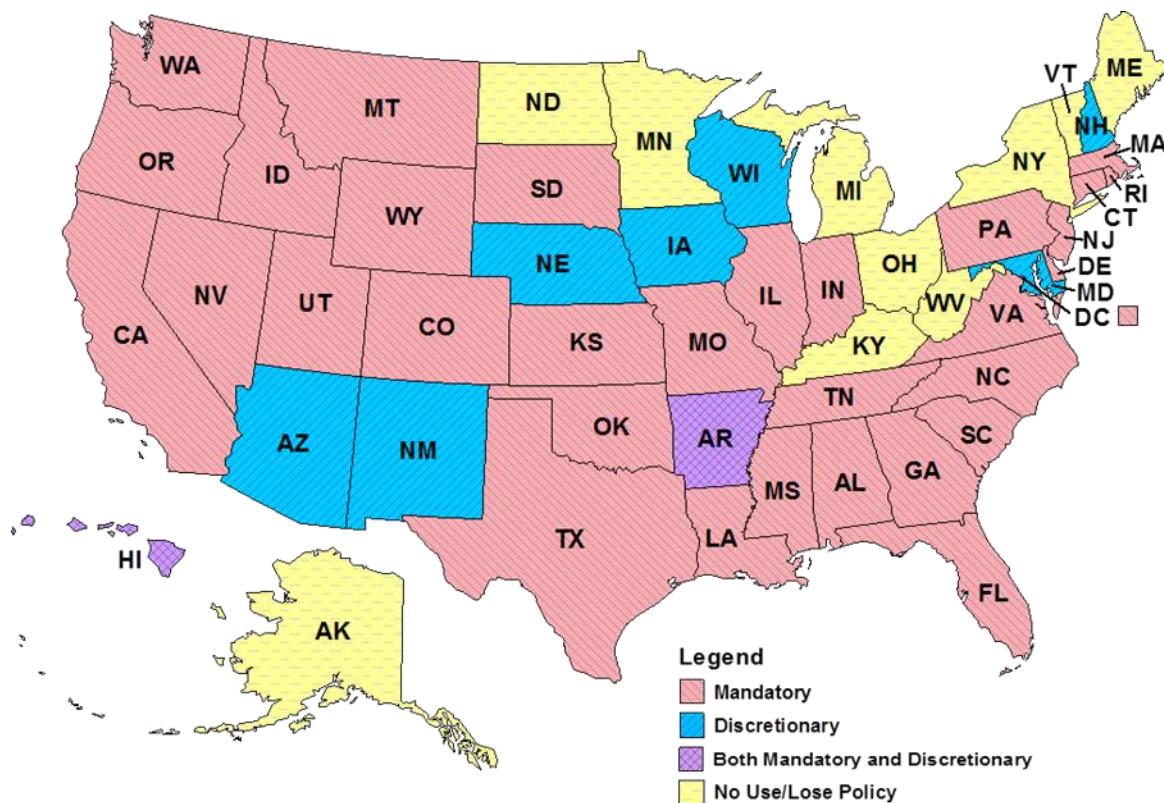 WA
MT
ND
MN
VT
ME
NH
OR
ID
WY
SD
WI
MI
NY
MA
RI
CT
NV
UT
CO
NE
IA
IL
IN
OH
PA
NJ
DE
MD
DC
WV
VA
CA
KS
MO
KY
TN
NC
AZ
NM
OK
AR
SC
MS
AL
GA
TX
LA
FL
HI
AK
Legend
Mandatory
Discretionary
Both Mandatory and Discretionary
No Use/Lose Policy